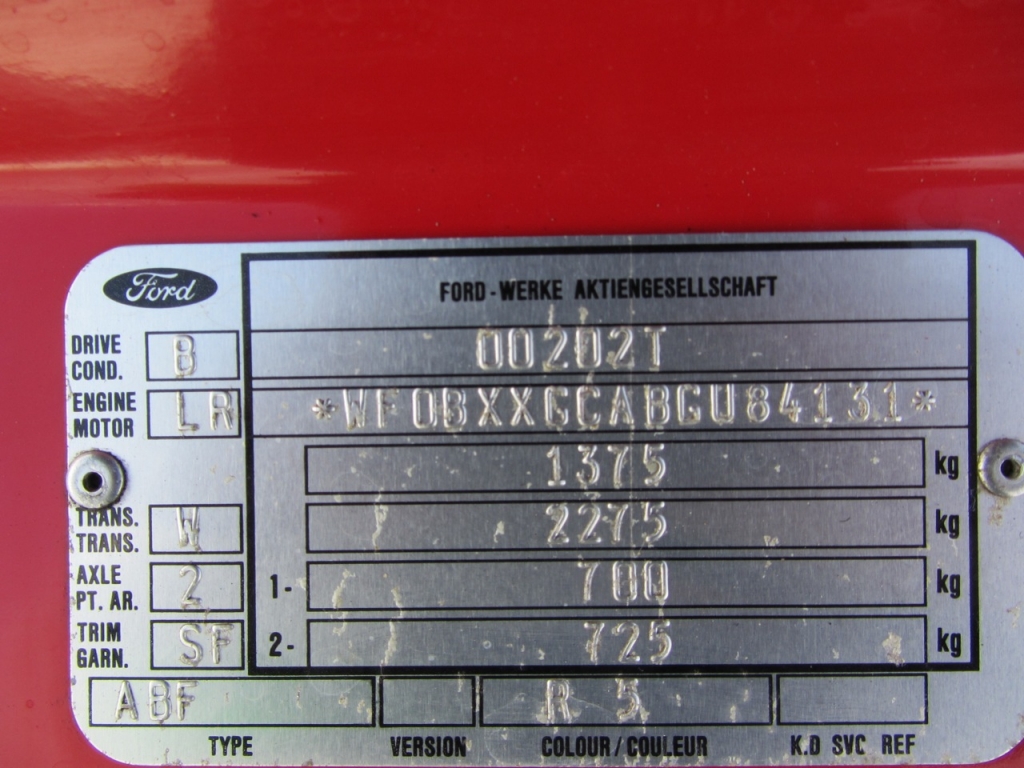 Ford
FORD-WERKE AKTIENGESELLSCHAFT
DRIVE COND. B 00202T
ENGINE MOTOR LR *WF0BXXGCABGU84131*
1375 kg
TRANS. TRANS. W 2275 kg
AXLE PT. AR. 2 1- 700 kg
TRIM GARN. SF 2- 725 kg
ABF R 5
TYPE VERSION COLOUR/COULEUR K.D SVC REF